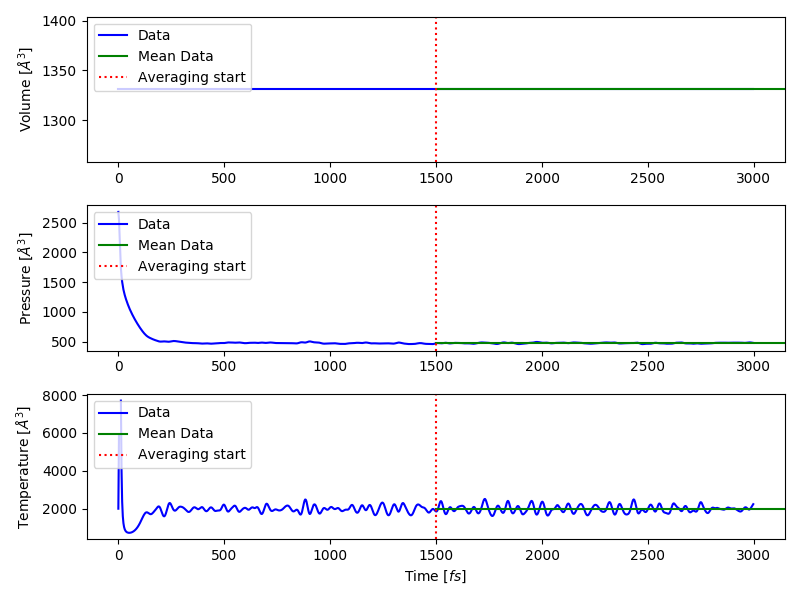 1400
1350
1300
Volume [Å³]
Data
Mean Data
Averaging start
0 500 1000 1500 2000 2500 3000
2500
2000
1500
1000
500
Pressure [Å³]
Data
Mean Data
Averaging start
0 500 1000 1500 2000 2500 3000
8000
6000
4000
2000
Temperature [Å³]
Data
Mean Data
Averaging start
0 500 1000 1500 2000 2500 3000
Time [fs]